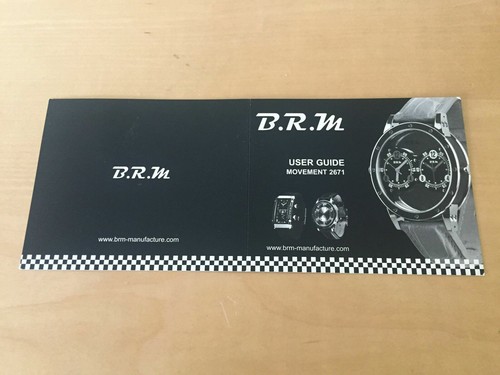 B.R.M
www.brm-manufacture.com
B.R.M
USER GUIDE
MOVEMENT 2671
www.brm-manufacture.com